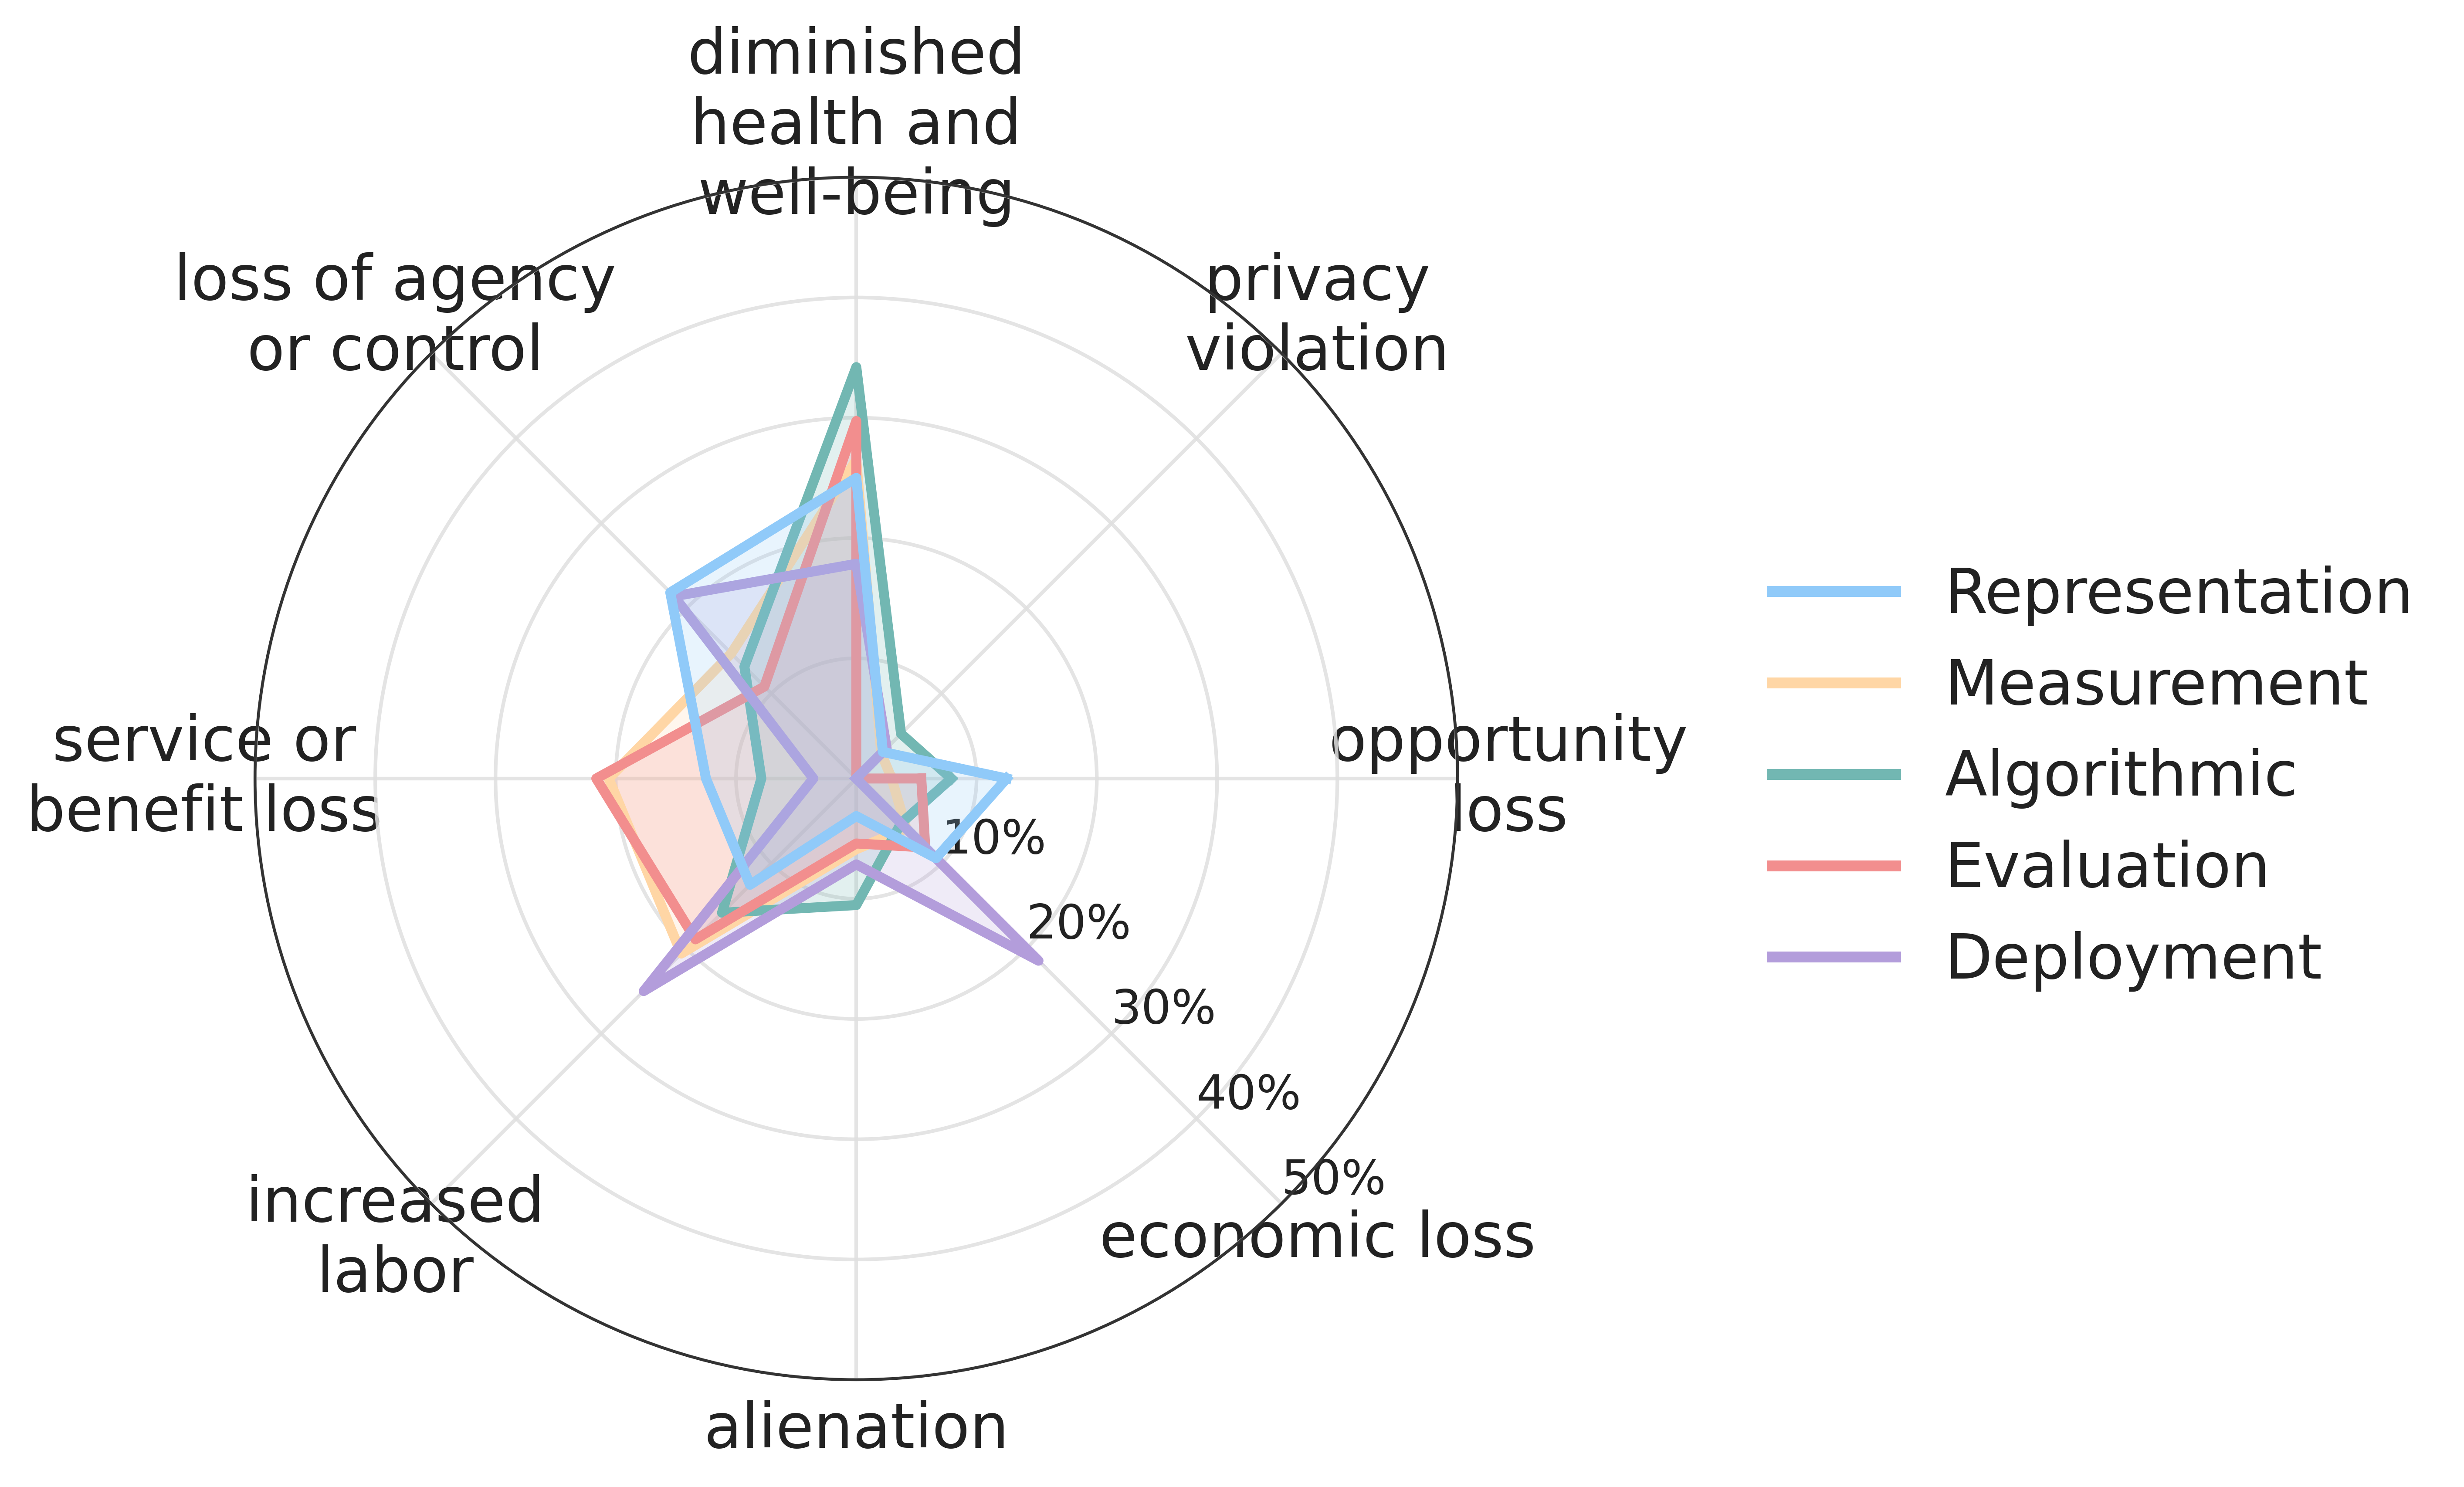 diminished
health and
well-being
loss of agency
or control
privacy
violation
service or
benefit loss
opportunity
loss
10%
20%
30%
40%
50%
increased
labor
economic loss
alienation
Representation
Measurement
Algorithmic
Evaluation
Deployment